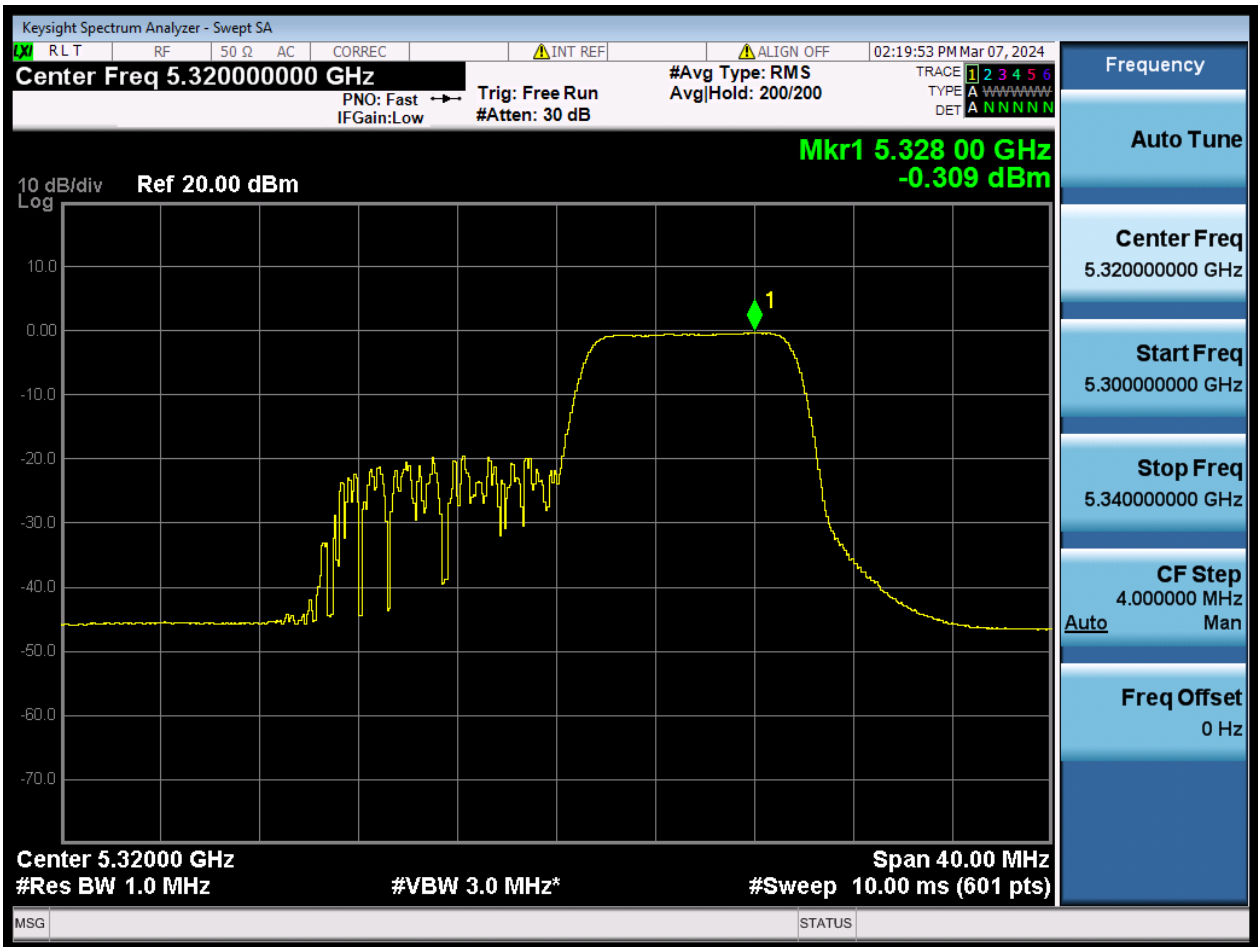 Keysight Spectrum Analyzer - Swept SA
LXI RLT RF 50 Ω AC CORREC INT REF ALIGN OFF 02:19:53 PM Mar 07, 2024
Center Freq 5.320000000 GHz
PNO: Fast
IFGain:Low
Trig: Free Run
#Atten: 30 dB
#Avg Type: RMS
Avg|Hold: 200/200
TRACE 1 2 3 4 5 6
TYPE A WWWWW
DET A N N N N N
Mkr1 5.328 00 GHz
-0.309 dBm
10 dB/div Ref 20.00 dBm
Log
10.0
0.00
-10.0
-20.0
-30.0
-40.0
-50.0
-60.0
-70.0
1
Center 5.32000 GHz Span 40.00 MHz
#Res BW 1.0 MHz #VBW 3.0 MHz* #Sweep 10.00 ms (601 pts)
MSG STATUS
Frequency
Auto Tune
Center Freq
5.320000000 GHz
Start Freq
5.300000000 GHz
Stop Freq
5.340000000 GHz
CF Step
4.000000 MHz
Auto Man
Freq Offset
0 Hz